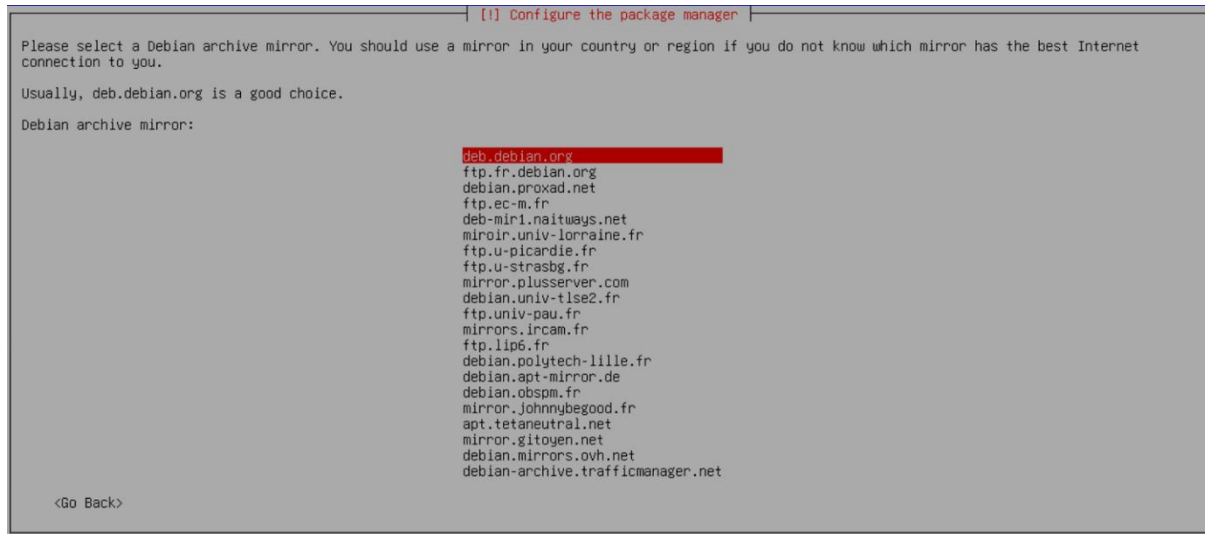 [!] Configure the package manager
Please select a Debian archive mirror. You should use a mirror in your country or region if you do not know which mirror has the best Internet
connection to you.
Usually, deb.debian.org is a good choice.
Debian archive mirror:
deb.debian.org
ftp.fr.debian.org
debian.proxad.net
ftp.ec-m.fr
deb-mir1.naitways.net
miroir.univ-lorraine.fr
ftp.u-picardie.fr
ftp.u-strasbg.fr
mirror.plusserver.com
debian.univ-tlse2.fr
ftp.univ-pau.fr
mirrors.ircam.fr
ftp.lip6.fr
debian.polytech-lille.fr
debian.apt-mirror.de
debian.obspm.fr
mirror.johnnybegood.fr
apt.tetaneutral.net
mirror.gitoyen.net
debian.mirrors.ovh.net
debian-archive.trafficmanager.net
<Go Back>